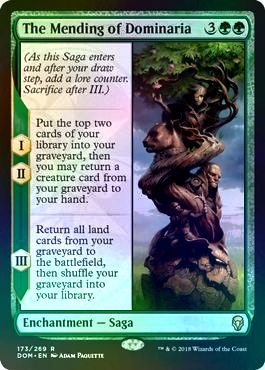 The Mending of Dominaria 3
(As this Saga
enters and after your draw
step, add a lore counter.
Sacrifice after III.)
I
II
Put the top two
cards of your
library into your
graveyard, then
you may return a
creature card from
your graveyard to
your hand.
III
Return all land
cards from your
graveyard to
the battlefield,
then shuffle your
graveyard into
your library.
Enchantment — Saga
173/269 R
DOM • EN Adam Paquette
™ & © 2018 Wizards of the Coast